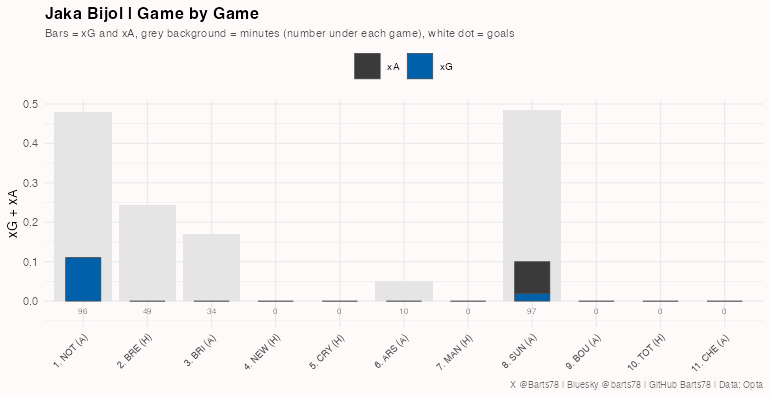 Jaka Bijol | Game by Game
Bars = xG and xA, grey background = minutes (number under each game), white dot = goals
xA xG
xG + xA
0.5
0.4
0.3
0.2
0.1
0.0
96 49 34 0 0 10 0 97 0 0 0
1. NOT (A) 2. BRE (H) 3. BRI (A) 4. NEW (H) 5. CRY (H) 6. ARS (A) 7. MAN (H) 8. SUN (A) 9. BOU (A) 10. TOT (H) 11. CHE (A)
X @Barts78 | Bluesky @barts78 | GitHub Barts78 | Data: Opta